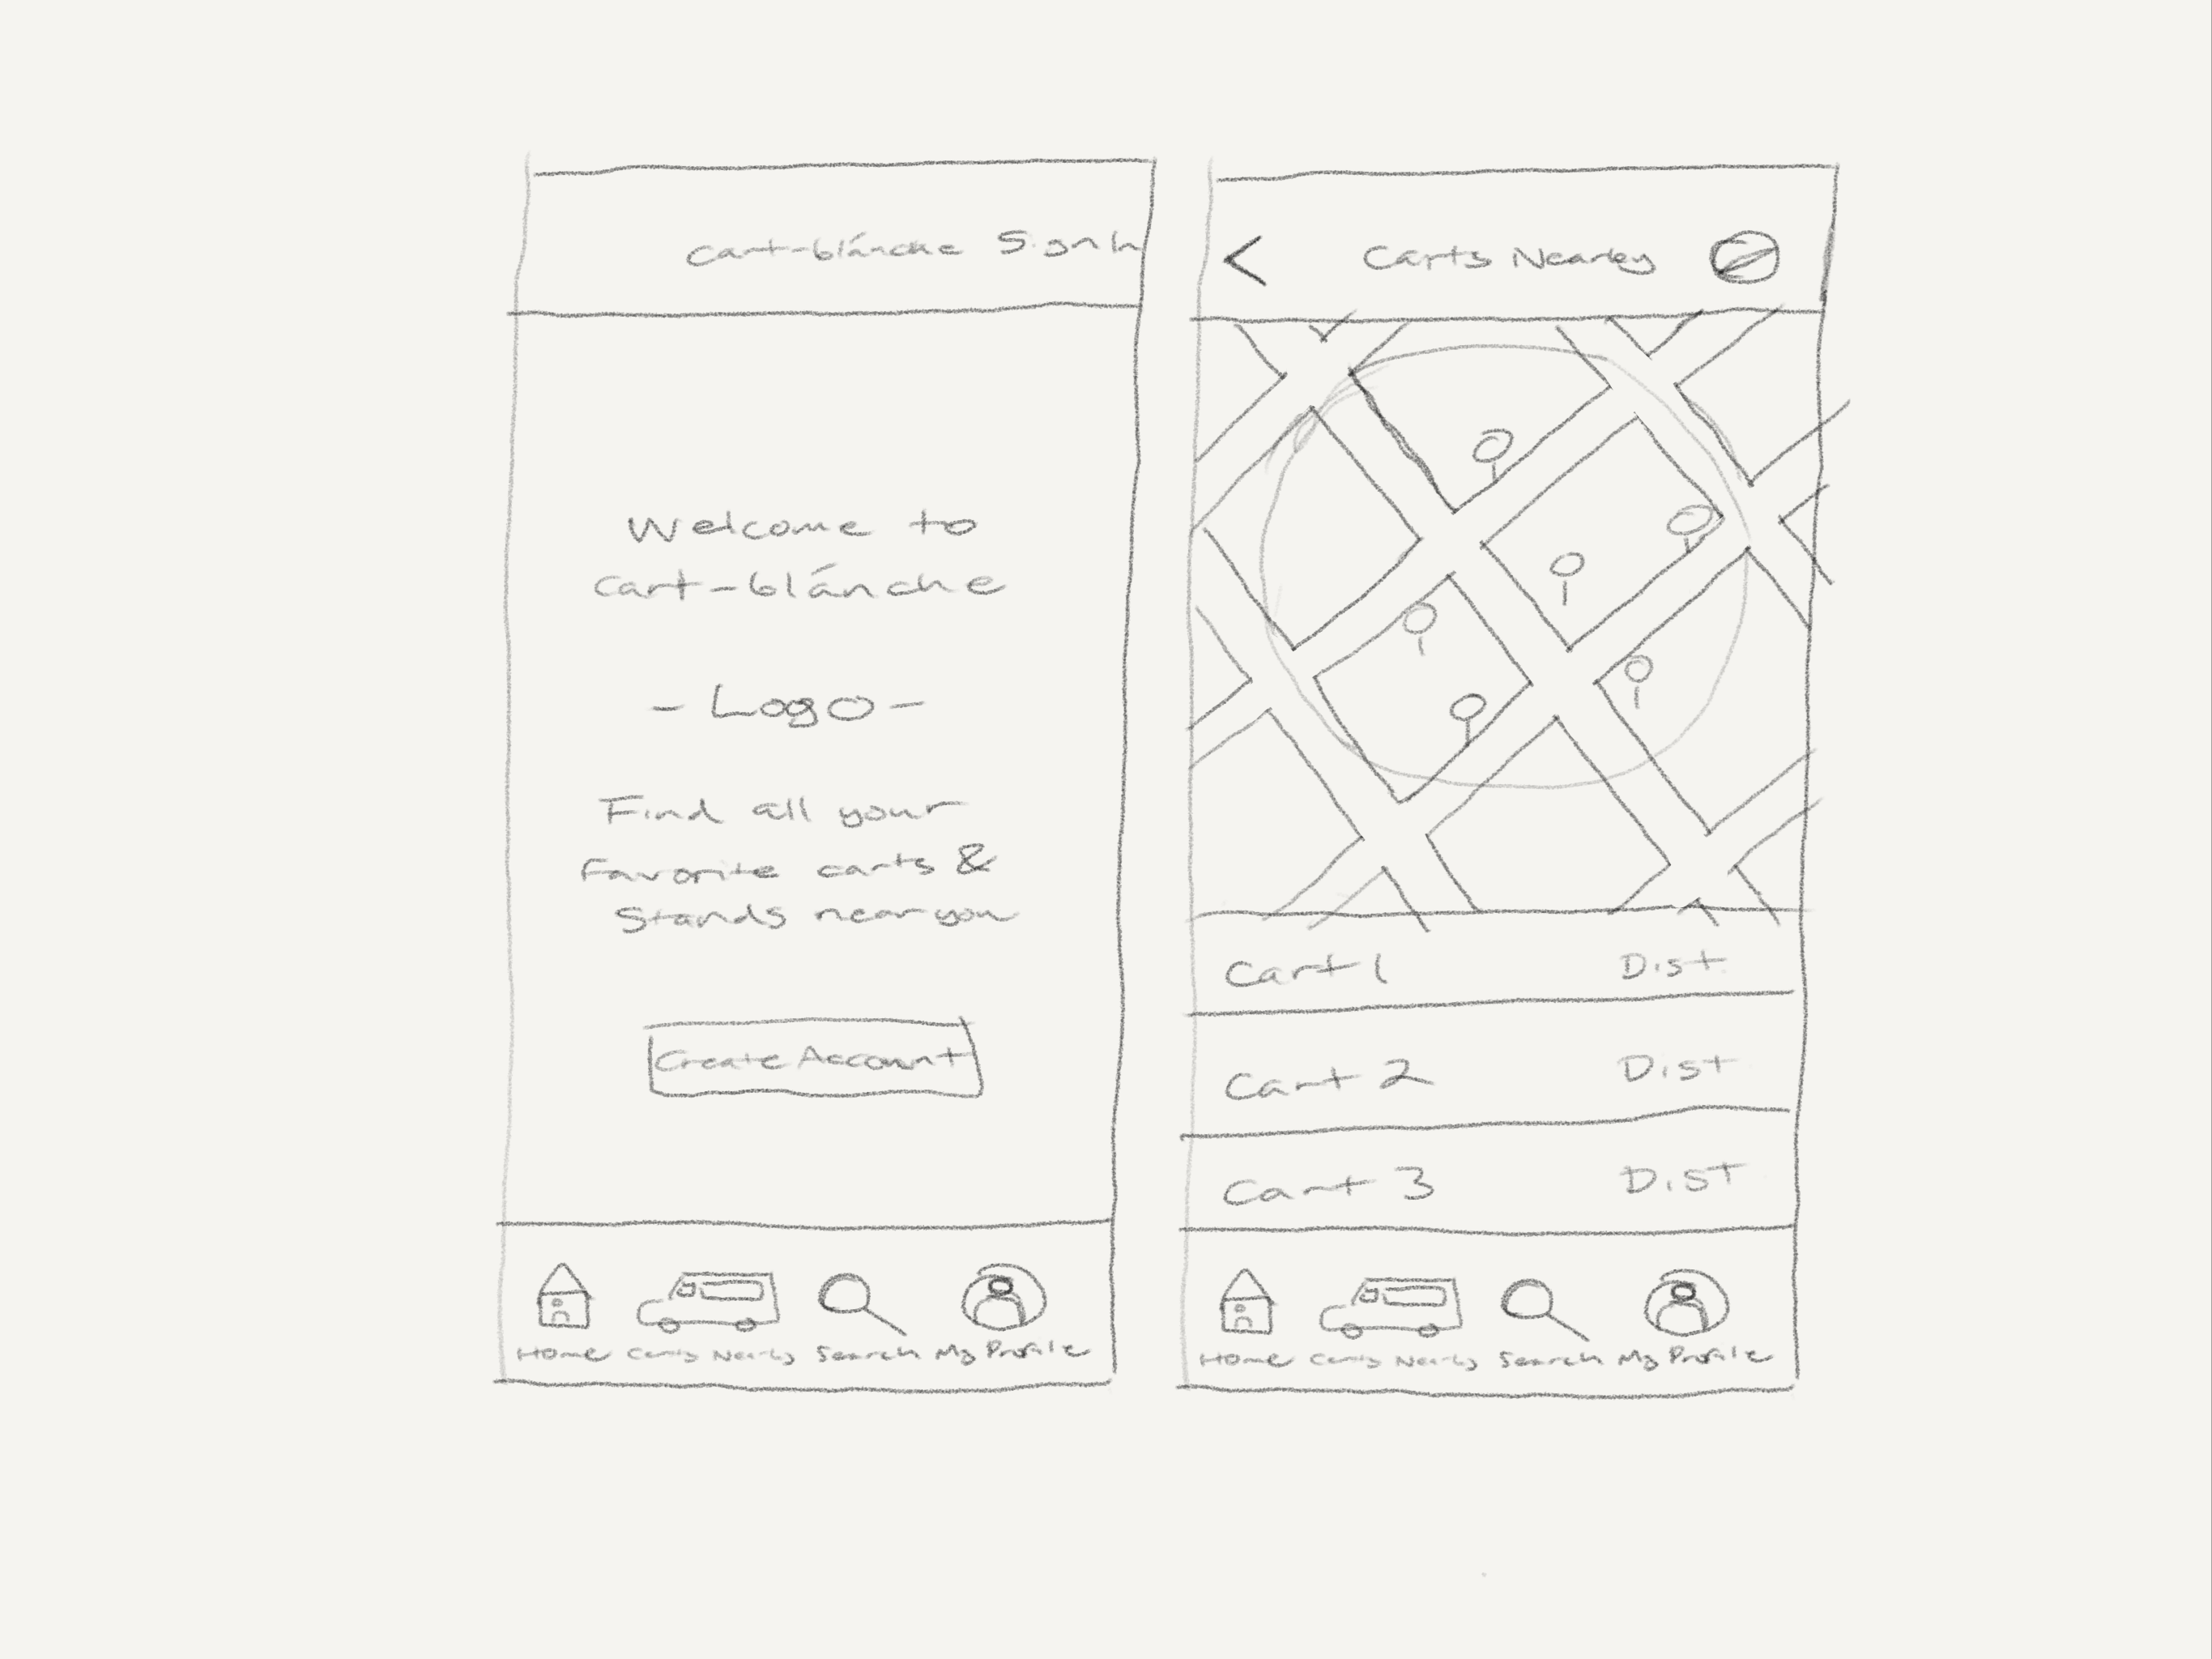 Cart-blánche Sign In
Welcome to
Cart-blánche
- Logo -
Find all your
Favorite carts &
Stands near you
Create Account
Home Carts Nearby Search My Profile
Carts Nearby
Cart 1 Dist.
Cart 2 Dist
Cart 3 Dist
Home Carts Nearby Search My Profile